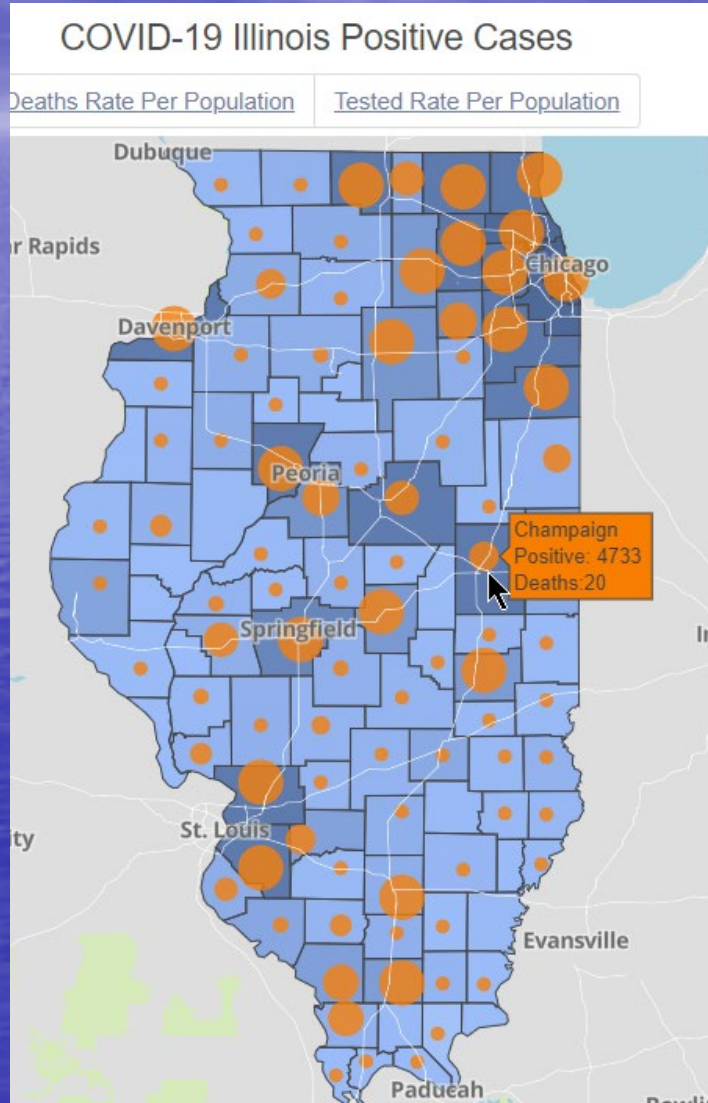 COVID-19 Illinois Positive Cases
Deaths Rate Per Population
Tested Rate Per Population
Dubuque
r Rapids
Chicago
Davenport
Peoria
Champaign
Positive: 4733
Deaths:20
Springfield
St. Louis
ity
Evansville
Paducah